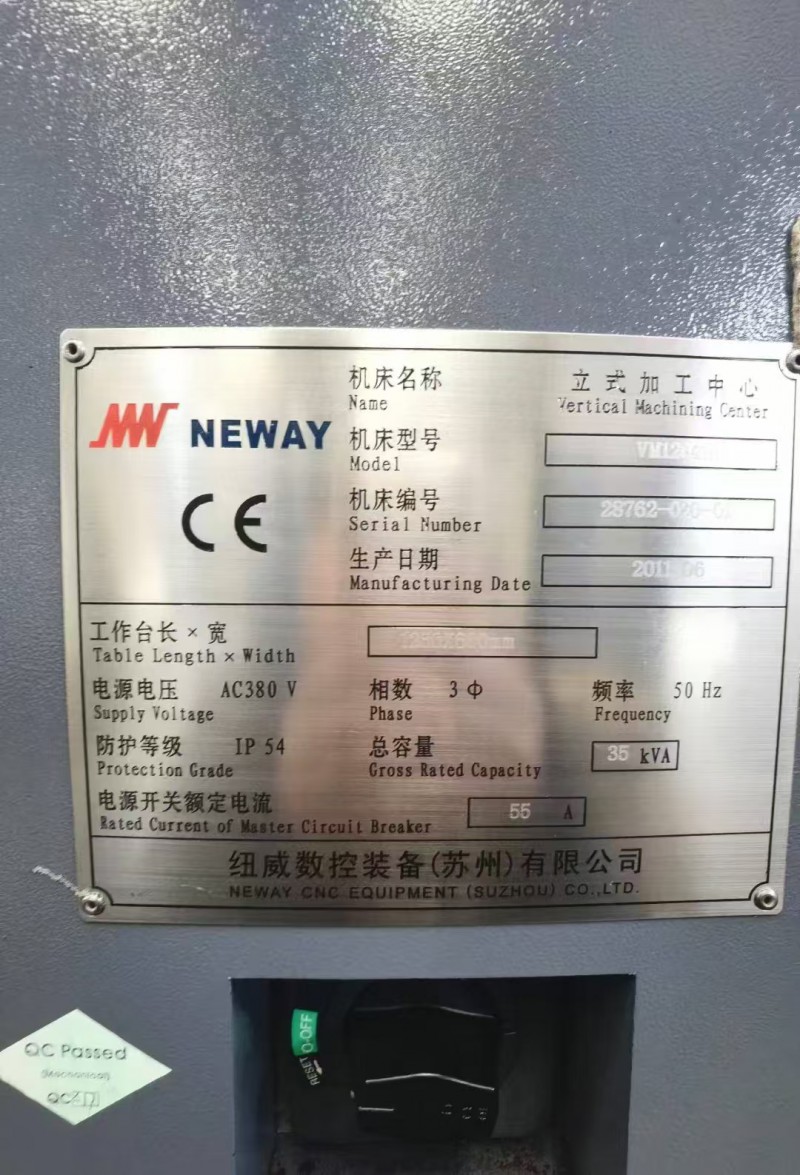 NEWAY
CE
机床名称 立式加工中心
Name Vertical Machining Center
机床型号
Model
机床编号
Serial Number
生产日期
Manufacturing Date
工作台长×宽
Table Length×Width
电源电压 AC380 V 相数 3 Φ 频率 50 Hz
Supply Voltage Phase Frequency
防护等级 IP 54 总容量 35 kVA
Protection Grade Gross Rated Capacity
电源开关额定电流 55 A
Rated Current of Master Circuit Breaker
纽威数控装备(苏州)有限公司
NEWAY CNC EQUIPMENT (SUZHOU) CO.,LTD.
O-OFF
RESET
QC Passed
(Mechanical)